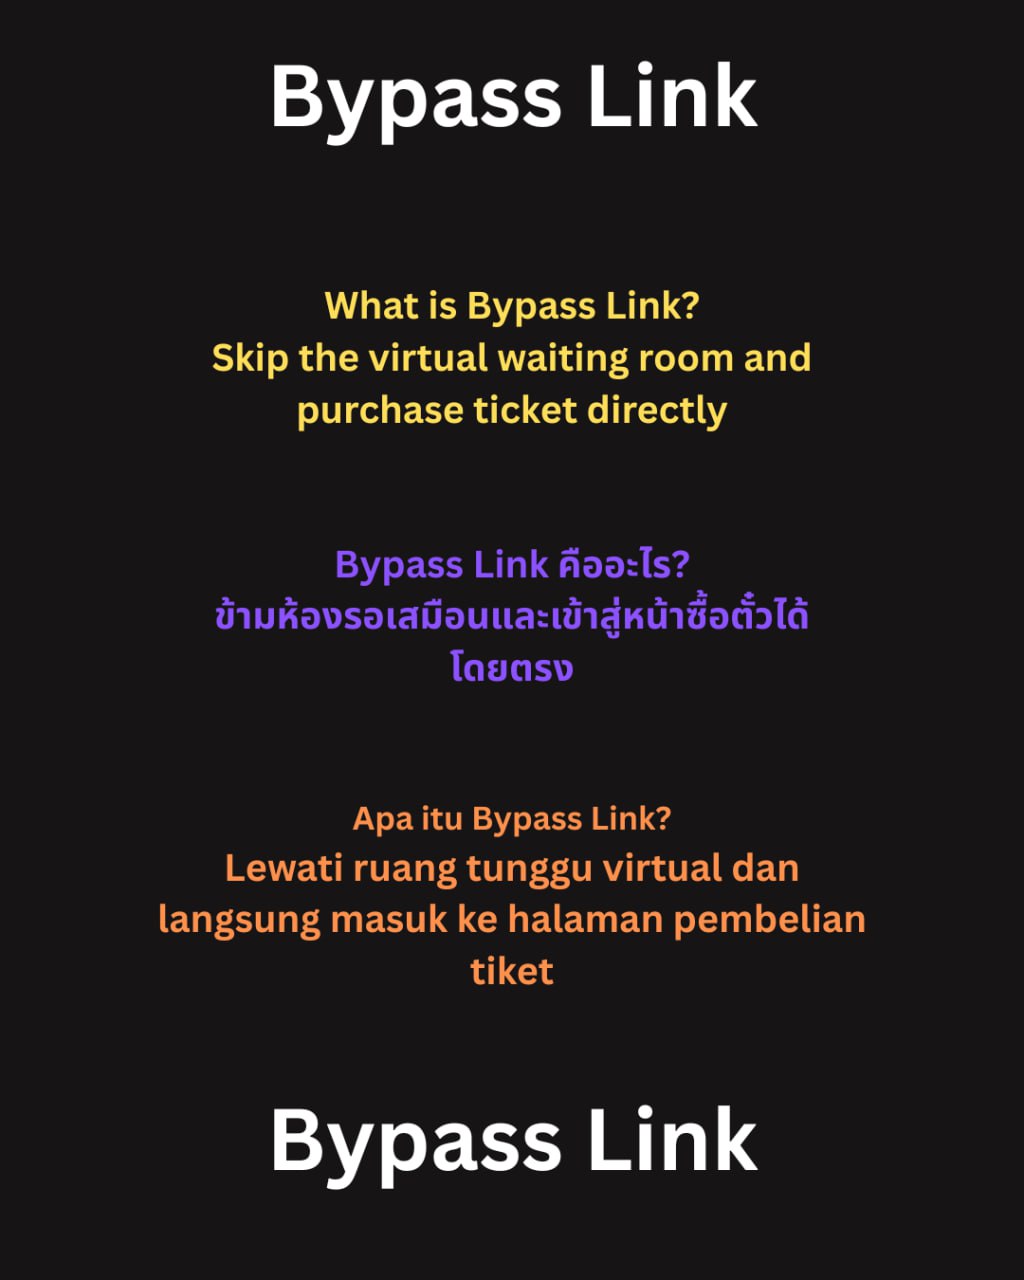 Bypass Link
What is Bypass Link?
Skip the virtual waiting room and
purchase ticket directly
Bypass Link คืออะไร?
ข้ามห้องรอเสมือนและเข้าสู่หน้าซื้อตั๋วได้
โดยตรง
Apa itu Bypass Link?
Lewati ruang tunggu virtual dan
langsung masuk ke halaman pembelian
tiket
Bypass Link